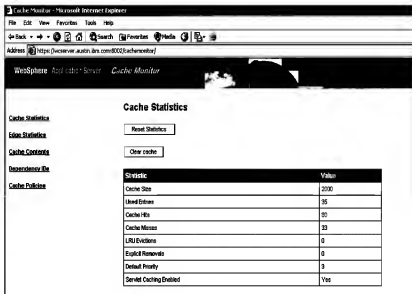 Cache Monitor - Microsoft Internet Explorer
File Edit View Favorites Tools Help
Back Search Favorites Media
Address https://wcserver.austin.ibm.com:8002/cachemonitor/
WebSphere Application Server Cache Monitor
Cache Statistics
Edge Statistics
Cache Contents
Dependency IDs
Cache Policies
Cache Statistics
Reset Statistics
Clear cache
Statistic Value
Cache Size 2000
Used Entries 35
Cache Hits
Cache Misses 33
LRU Evictions 0
Explicit Removals 0
Default Priority 3
Servlet Caching Enabled Yes